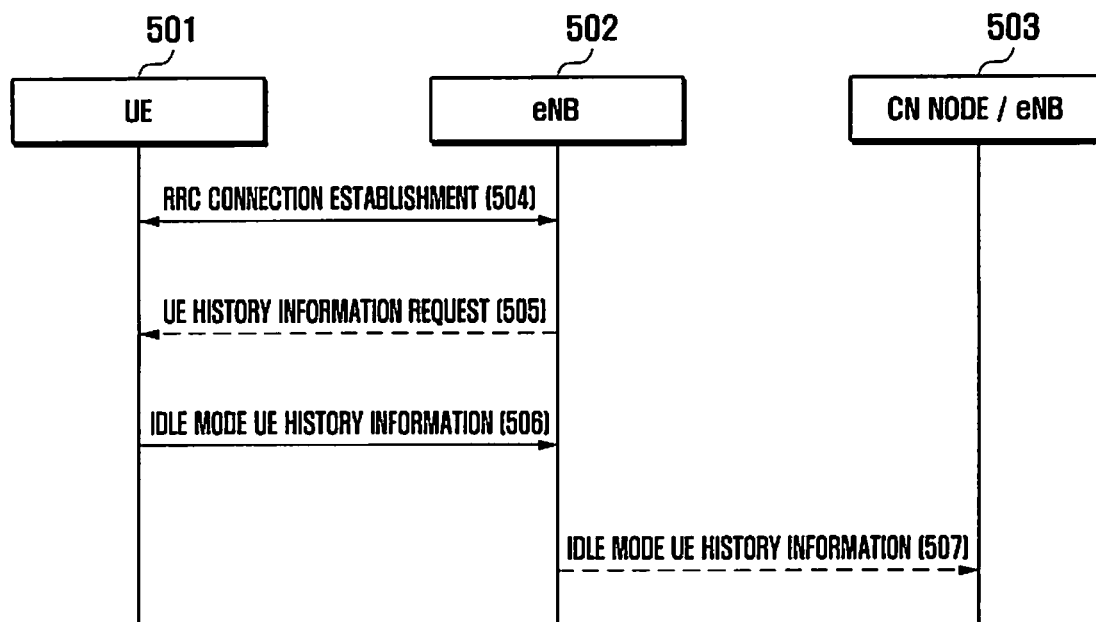 501
502
503
UE
eNB
CN NODE / eNB
RRC CONNECTION ESTABLISHMENT (504)
UE HISTORY INFORMATION REQUEST (505)
IDLE MODE UE HISTORY INFORMATION (506)
IDLE MODE UE HISTORY INFORMATION (507)